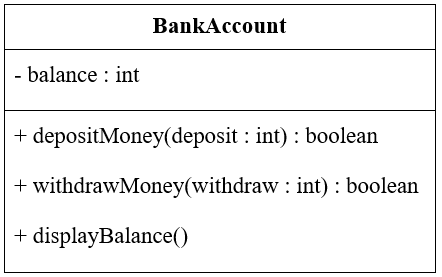 BankAccount
- balance : int
+ depositMoney(deposit : int) : boolean
+ withdrawMoney(withdraw : int) : boolean
+ displayBalance()